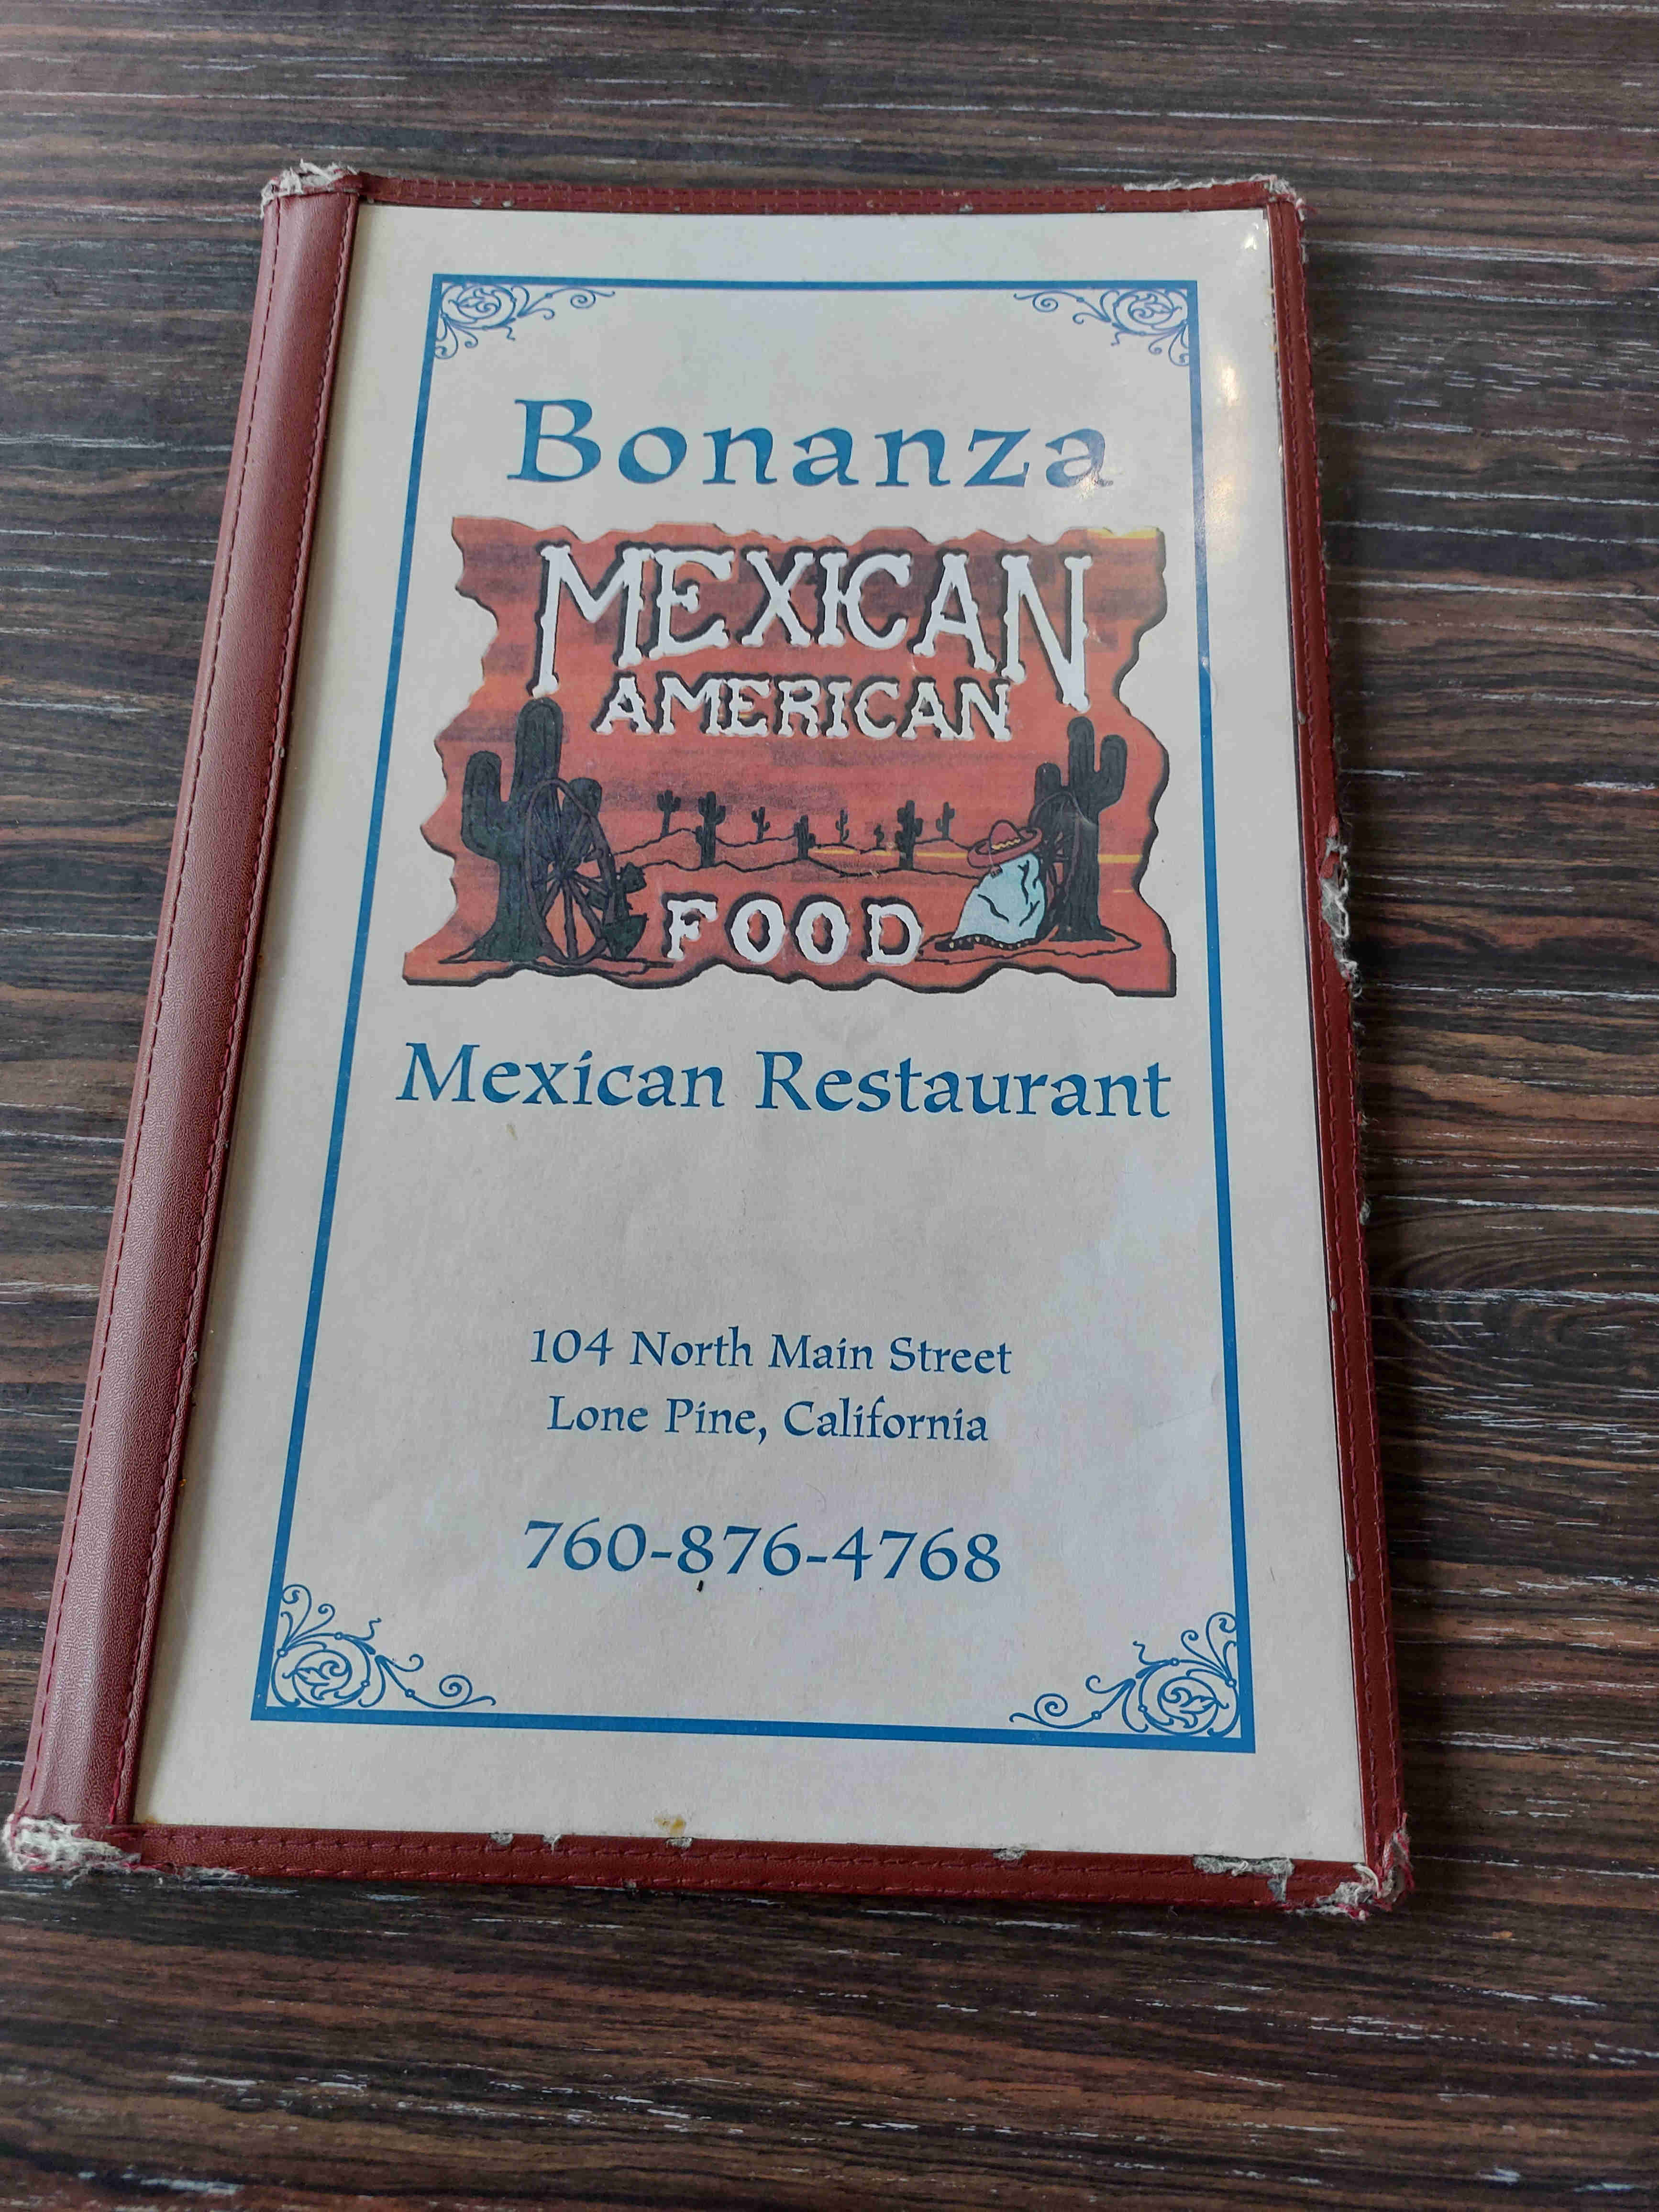 Bonanza
MEXICAN
AMERICAN
FOOD
Mexican Restaurant
104 North Main Street
Lone Pine, California
760-876-4768